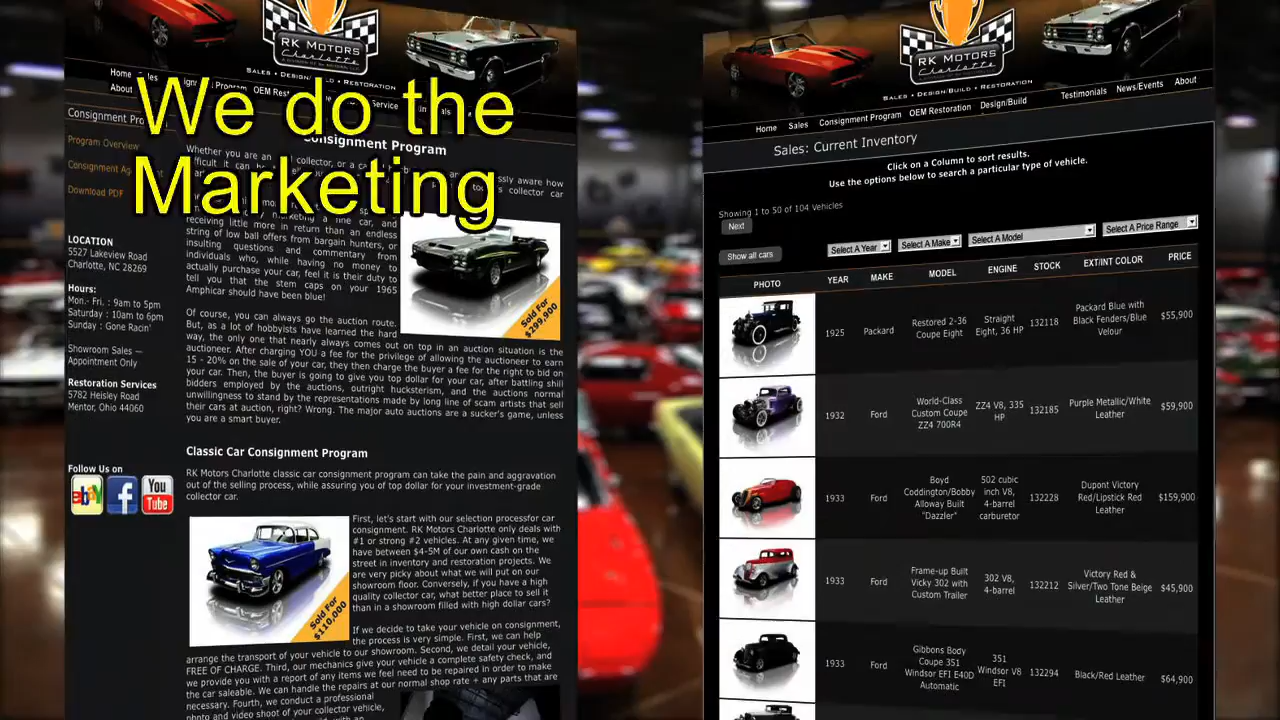 We do the
Marketing
RK Motors
Charlotte
SALES • DESIGN/BUILD • RESTORATION
Home Sales
Program OEM Res
Service
About
Consignment Pro
Program Overview
Consignment Ag
Download PDF
LOCATION
5527 Lakeview Road
Charlotte, NC 28269
Hours:
Mon.- Fri. : 9am to 5pm
Saturday : 10am to 6pm
Sunday : Gone Racin'
Showroom Sales —
Appointment Only
Restoration Services
5782 Heisley Road
Mentor, Ohio 44060
Follow Us on
ebay f You Tube
Consignment Program
Whether you are an
collector, or a ca
ssly aware how
difficult it can be
collector car
marketing a fine car, and
receiving little more in return than an endless
string of low ball offers from bargain hunters, or
insulting questions and commentary from
individuals who, while having no money to
actually purchase your car, feel it is their duty to
tell you that the stem caps on your 1965
Amphicar should have been blue!
Sold For
$299,900
Of course, you can always go the auction route.
But, as a lot of hobbyists have learned the hard
way, the only one that nearly always comes out on top in an auction situation is the
auctioneer. After charging YOU a fee for the privilege of allowing the auctioneer to earn
15 - 20% on the sale of your car, they then charge the buyer a fee for the right to bid on
your car. Then, the buyer is going to give you top dollar for your car, after battling shill
bidders employed by the auctions, outright hucksterism, and the auctions normal
unwillingness to stand by the representations made by long line of scam artists that sell
their cars at auction, right? Wrong. The major auto auctions are a sucker's game, unless
you are a smart buyer.
Classic Car Consignment Program
RK Motors Charlotte classic car consignment program can take the pain and aggravation
out of the selling process, while assuring you of top dollar for your investment-grade
collector car.
Sold For
$110,000
First, let's start with our selection processfor car
consignment. RK Motors Charlotte only deals with
#1 or strong #2 vehicles. At any given time, we
have between $4-5M of our own cash on the
street in inventory and restoration projects. We
are very picky about what we will put on our
showroom floor. Conversely, if you have a high
quality collector car, what better place to sell it
than in a showroom filled with high dollar cars?
If we decide to take your vehicle on consignment,
the process is very simple. First, we can help
arrange the transport of your vehicle to our showroom. Second, we detail your vehicle,
FREE OF CHARGE. Third, our mechanics give your vehicle a complete safety check, and
we provide you with a report of any items we feel need to be repaired in order to make
the car saleable. We can handle the repairs at our normal shop rate + any parts that are
necessary. Fourth, we conduct a professional
photo and video shoot of your collector vehicle,
RK Motors
Charlotte
SALES • DESIGN/BUILD • RESTORATION
Home Sales Consignment Program OEM Restoration Design/Build Testimonials News/Events About
Sales: Current Inventory
Click on a Column to sort results.
Use the options below to search a particular type of vehicle.
Showing 1 to 50 of 104 Vehicles
Next
Show all cars
Select A Year Select A Make Select A Model Select A Price Range
PHOTO YEAR MAKE MODEL ENGINE STOCK EXT/INT COLOR PRICE
1925 Packard Restored 2-36 Coupe Eight Straight Eight, 36 HP 132118 Packard Blue with Black Fenders/Blue Velour $55,900
1932 Ford World-Class Custom Coupe ZZ4 700R4 ZZ4 V8, 335 HP 132185 Purple Metallic/White Leather $59,900
1933 Ford Boyd Coddington/Bobby Alloway Built "Dazzler" 502 cubic inch V8, 4-barrel carburetor 132228 Dupont Victory Red/Lipstick Red Leather $159,900
1933 Ford Frame-up Built Vicky 302 with Custom Trailer 302 V8, 4-barrel 132212 Victory Red & Silver/Two Tone Beige Leather $45,900
1933 Ford Gibbons Body Coupe 351 Windsor EFI E40D Automatic 351 Windsor V8 EFI 132294 Black/Red Leather $64,900